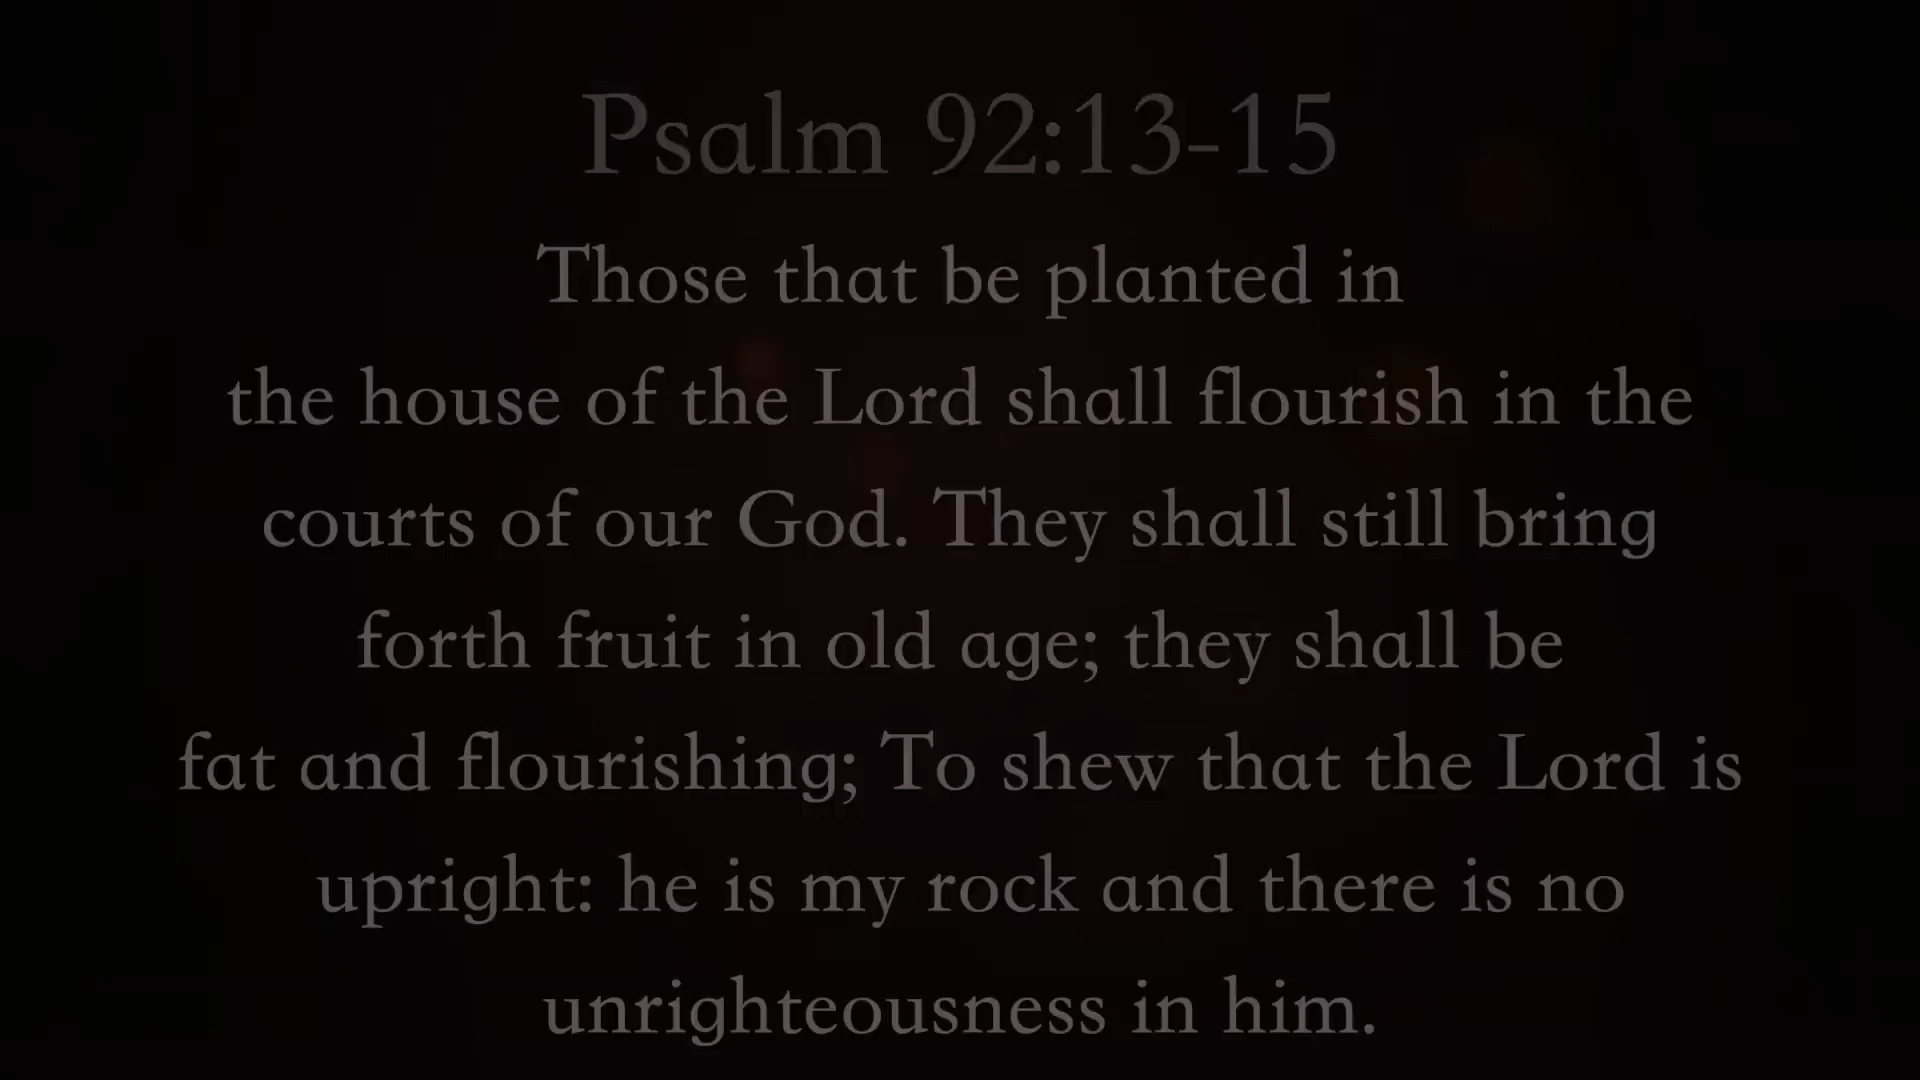 Psalm 92:13-15
Those that be planted in
the house of the Lord shall flourish in the
courts of our God. They shall still bring
forth fruit in old age; they shall be
fat and flourishing; To shew that the Lord is
upright: he is my rock and there is no
unrighteousness in him.